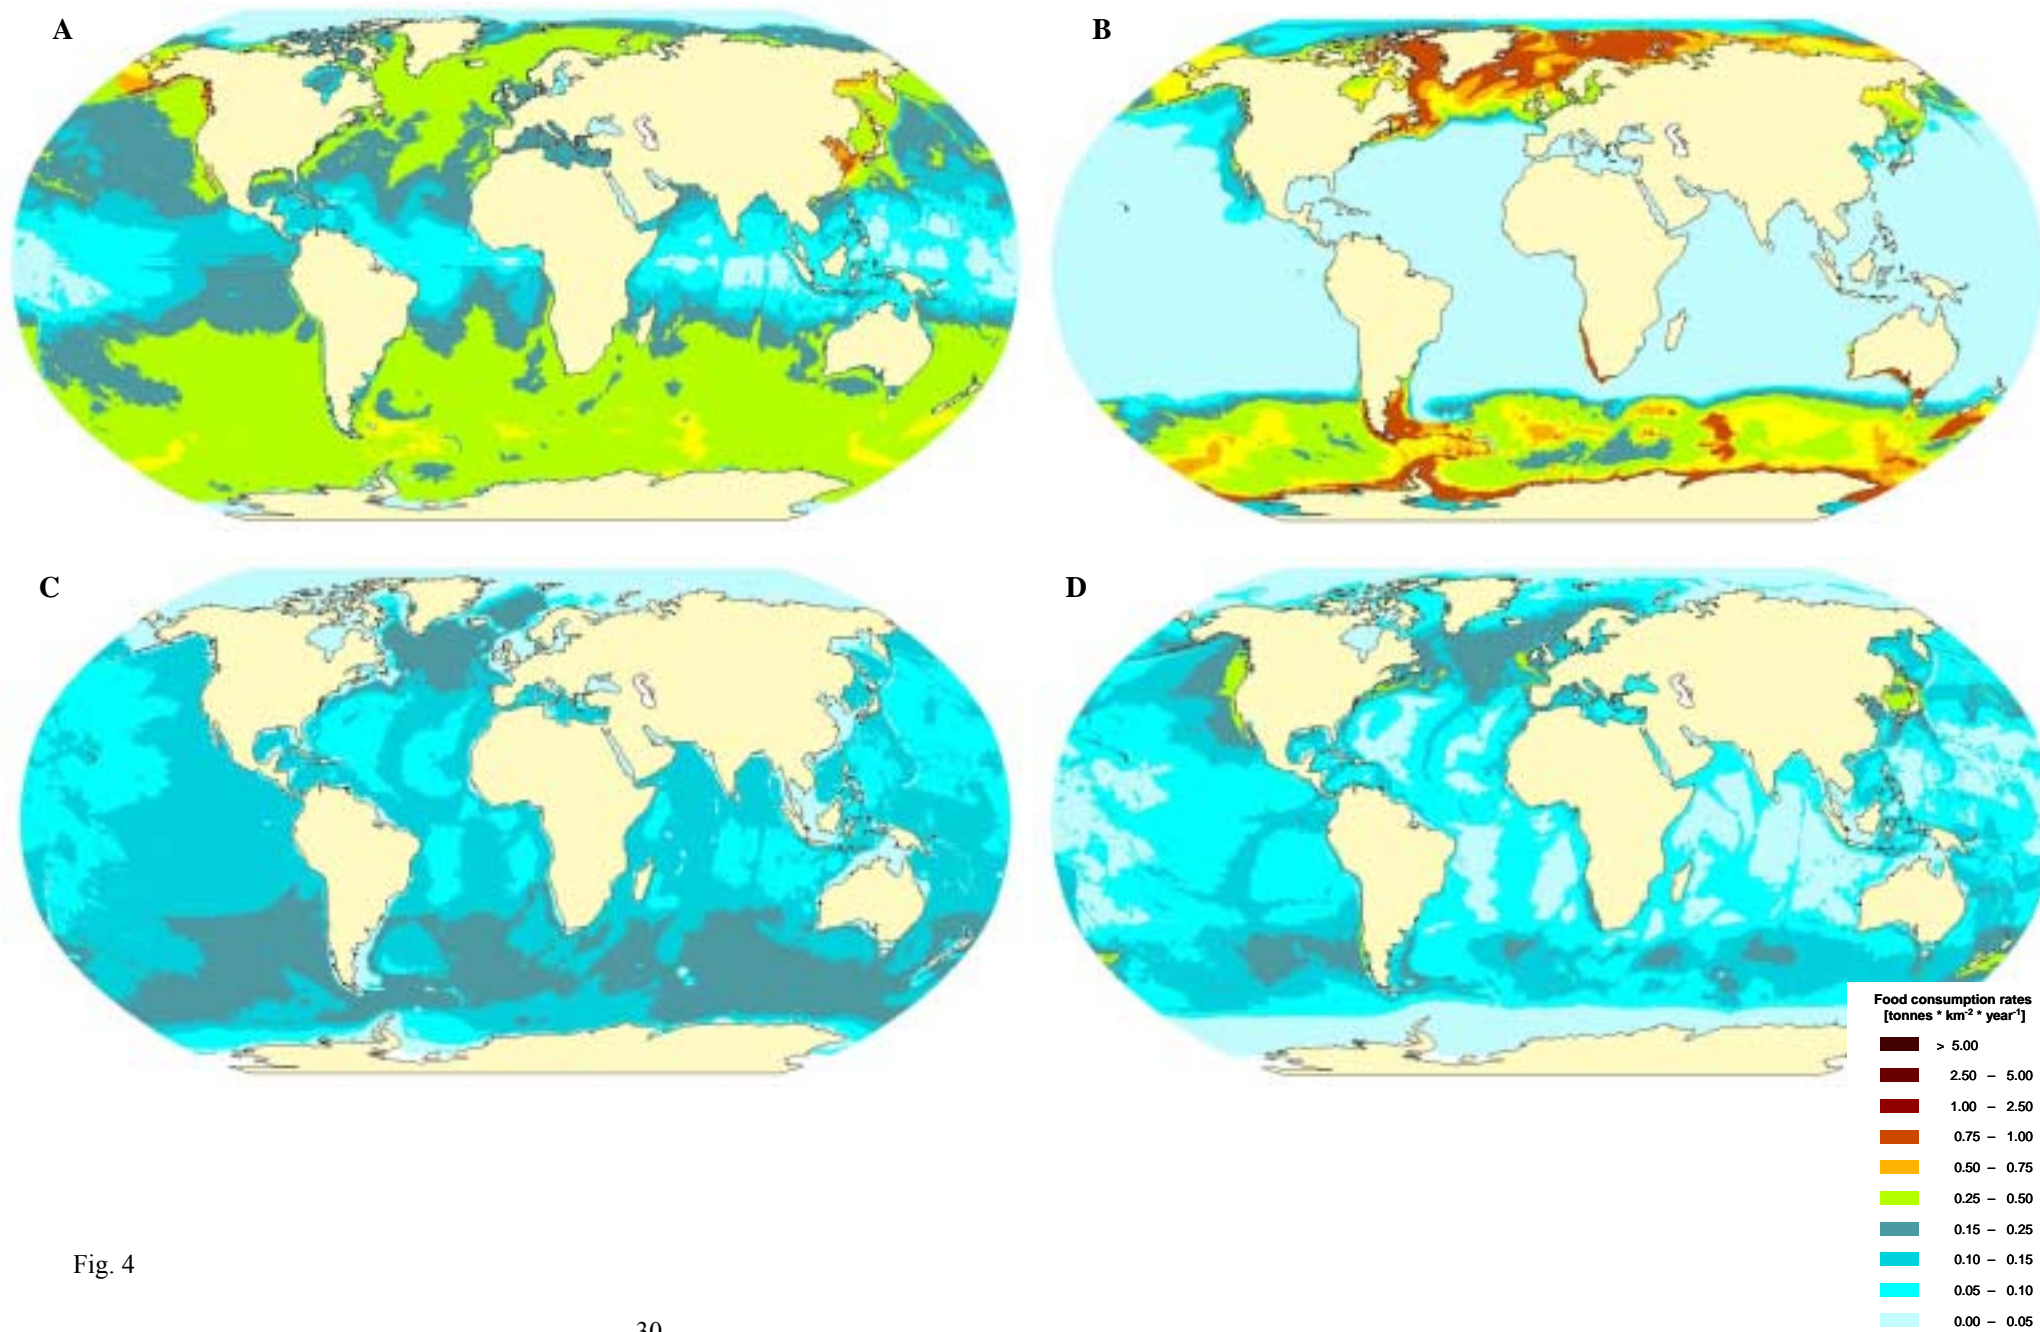 A
B
C
D
Food consumption rates
[tonnes * km-2 * year-1]
> 5.00
2.50 – 5.00
1.00 – 2.50
0.75 – 1.00
0.50 – 0.75
0.25 – 0.50
0.15 – 0.25
0.10 – 0.15
0.05 – 0.10
0.00 – 0.05
Fig. 4
30